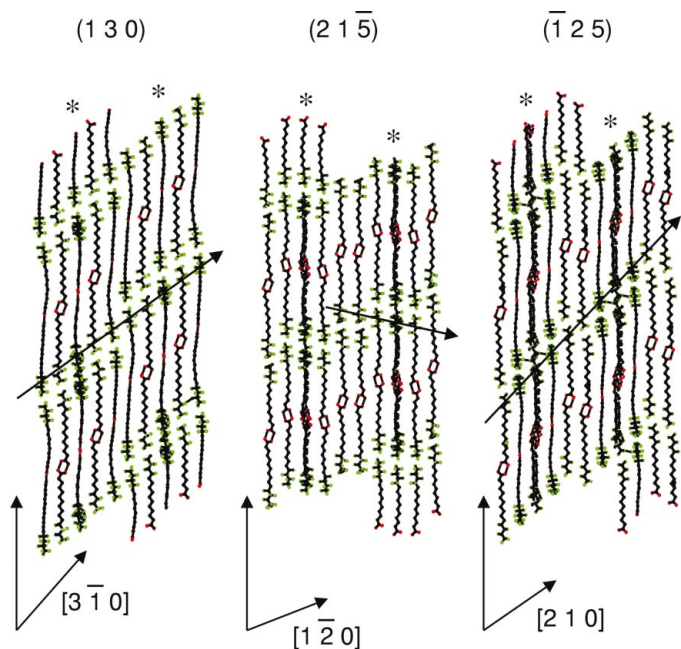 (1 3 0)
(2 1 5̅)
(1̅ 2 5)
* *
* *
* *
[3 1̅ 0]
[1 2̅ 0]
[2 1 0]